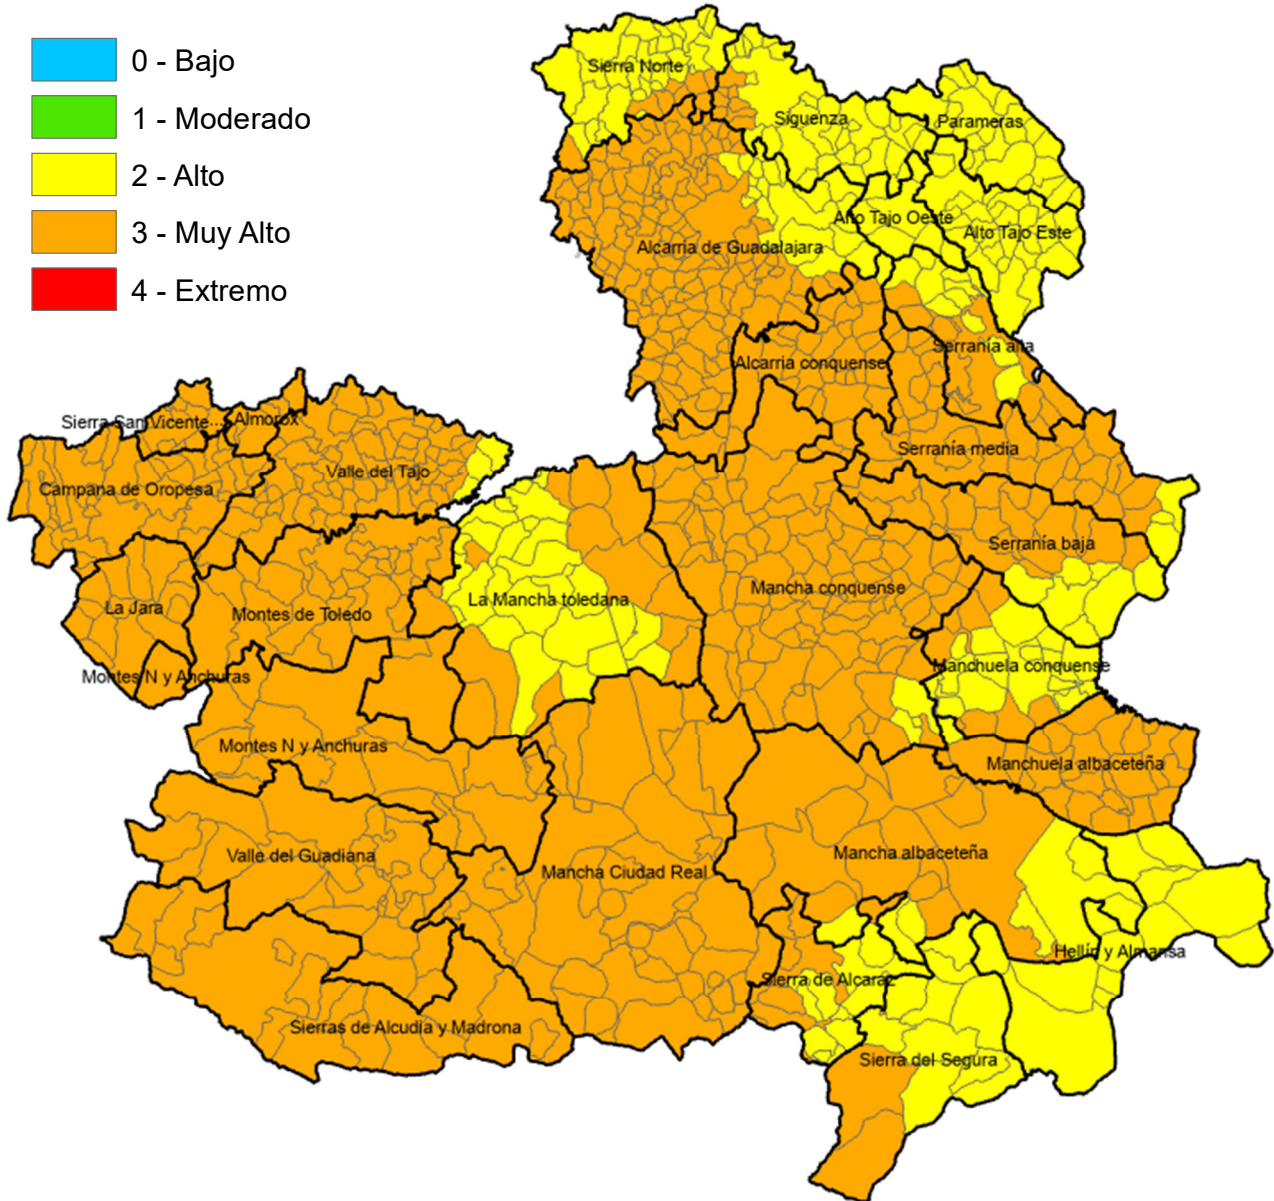 0 - Bajo
1 - Moderado
2 - Alto
3 - Muy Alto
4 - Extremo
Sierra Norte
Siguenza
Parameras
Alto Tajo Oeste
Alto Tajo Este
Alcarria de Guadalajara
Serranía alta
Alcarria conquense
Sierra San Vicente...
Almorox
Serranía media
Valle del Tajo
Campana de Oropesa
Serranía baja
Mancha conquense
La Mancha toledana
La Jara
Montes de Toledo
Manchuela conquense
Montes N y Anchuras
Montes N y Anchuras
Manchuela albaceteña
Mancha albaceteña
Valle del Guadiana
Mancha Ciudad Real
Hellín y Almansa
Sierra de Alcaraz
Sierras de Alcudia y Madrona
Sierra del Segura